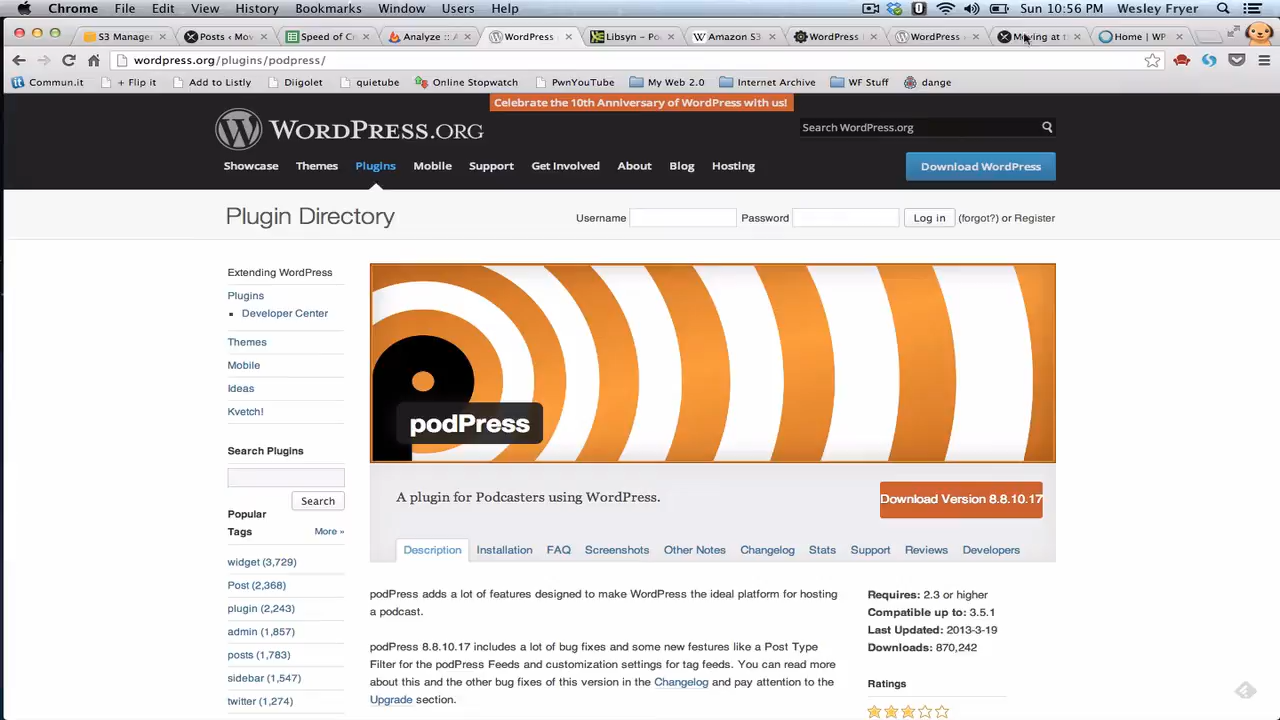 Chrome File Edit View History Bookmarks Window Users Help Sun 10:56 PM Wesley Fryer
S3 Manage Posts ‹ Mov Speed of C Analyze :: WordPress Libsyn – Po Amazon S3 WordPress WordPress Moving at Home | WP
wordpress.org/plugins/podpress/
Commun.it + Flip it Add to Listly Diigolet quietube Online Stopwatch PwnYouTube My Web 2.0 Internet Archive WF Stuff dange
Celebrate the 10th Anniversary of WordPress with us!
WORDPRESS.ORG
Search WordPress.org
Showcase Themes Plugins Mobile Support Get Involved About Blog Hosting
Download WordPress
Plugin Directory
Username Password Log in (forgot?) or Register
Extending WordPress
Plugins
Developer Center
Themes
Mobile
Ideas
Kvetch!
Search Plugins
Search
Popular
Tags More »
widget (3,729)
Post (2,368)
plugin (2,243)
admin (1,857)
posts (1,783)
sidebar (1,547)
twitter (1,274)
podPress
A plugin for Podcasters using WordPress.
Download Version 8.8.10.17
Description Installation FAQ Screenshots Other Notes Changelog Stats Support Reviews Developers
podPress adds a lot of features designed to make WordPress the ideal platform for hosting
a podcast.
podPress 8.8.10.17 includes a lot of bug fixes and some new features like a Post Type
Filter for the podPress Feeds and customization settings for tag feeds. You can read more
about this and the other bug fixes of this version in the Changelog and pay attention to the
Upgrade section.
Requires: 2.3 or higher
Compatible up to: 3.5.1
Last Updated: 2013-3-19
Downloads: 870,242
Ratings